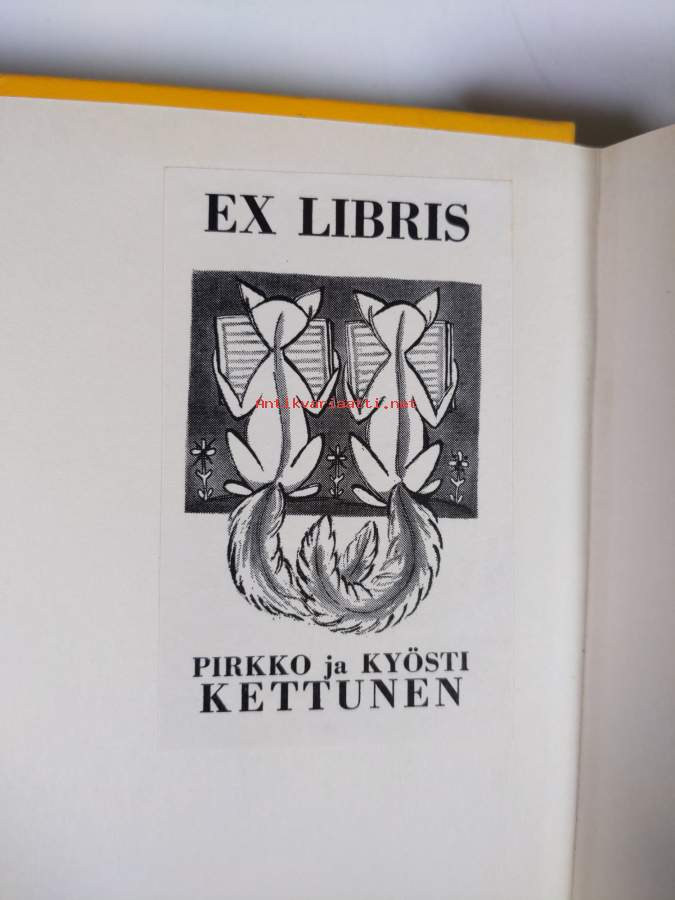 EX LIBRIS
Antikvariaatti.net
PIRKKO ja KYÖSTI
KETTUNEN